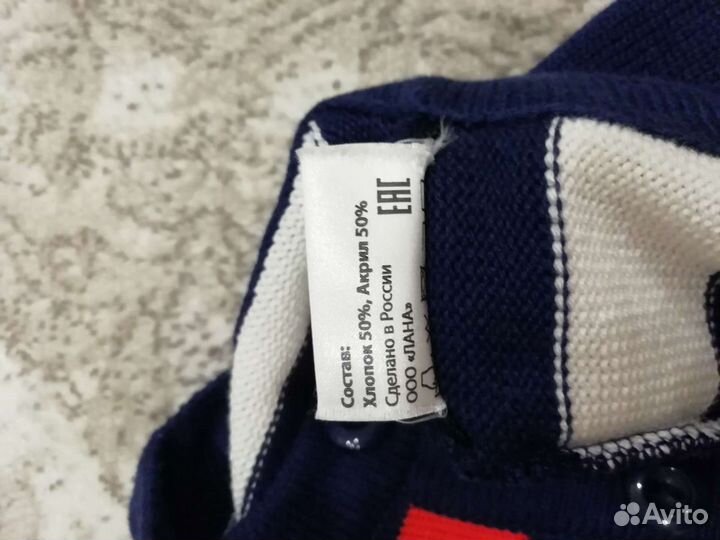 Состав:
Хлопок 50%, Акрил 50%
Сделано в России
ООО «ЛАНА»
EAC
Avito